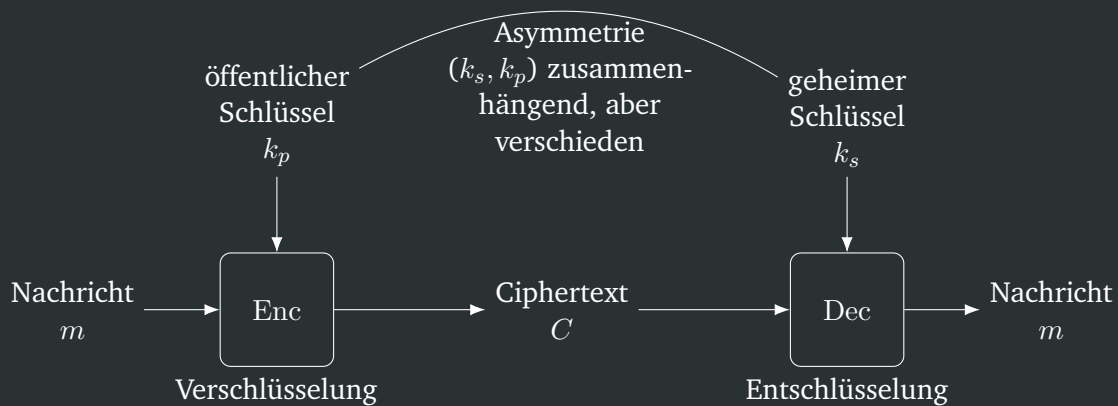 Asymmetrie
(k_s, k_p) zusammen-
hängend, aber
verschieden
öffentlicher
Schlüssel
k_p
geheimer
Schlüssel
k_s
Nachricht
m
Enc
Verschlüsselung
Ciphertext
C
Dec
Entschlüsselung
Nachricht
m